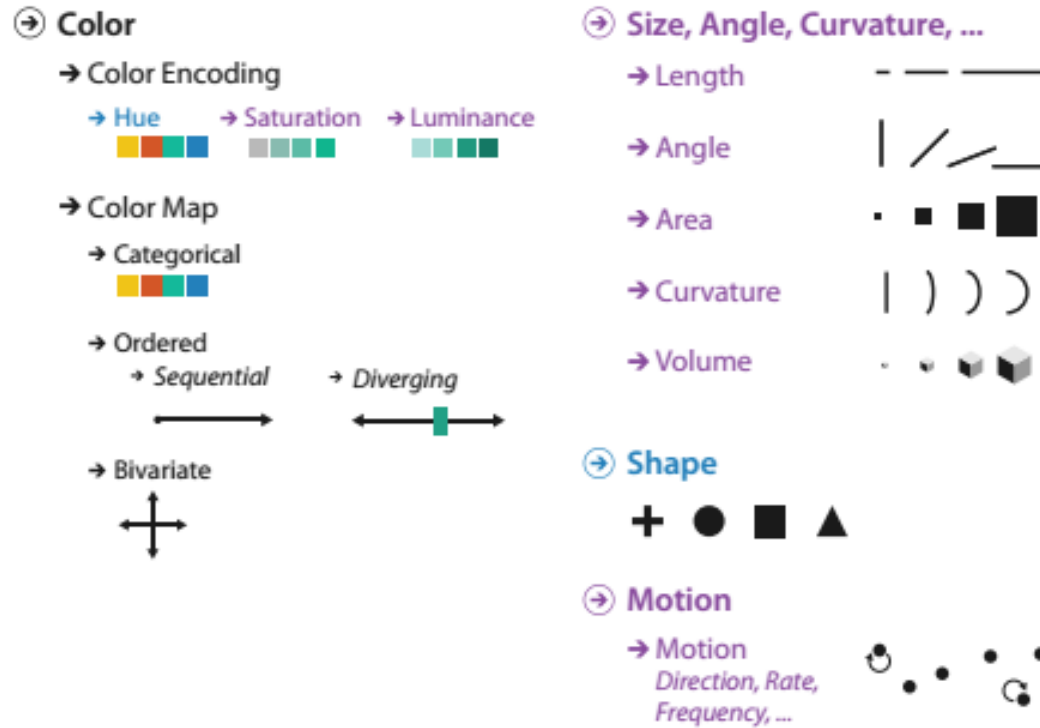 Color
Color Encoding
Hue
Saturation
Luminance
Color Map
Categorical
Ordered
Sequential
Diverging
Bivariate
Size, Angle, Curvature, ...
Length
Angle
Area
Curvature
Volume
Shape
Motion
Motion
Direction, Rate,
Frequency, ...